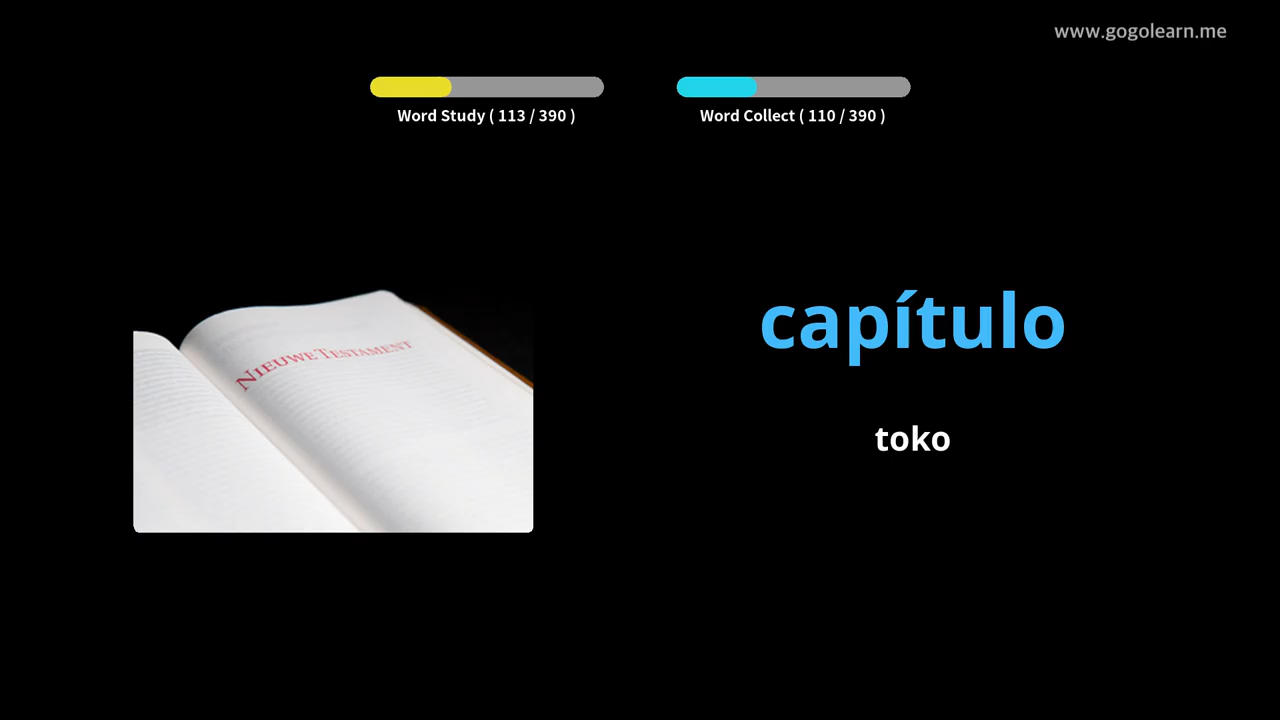 www.gogolearn.me
Word Study ( 113 / 390 )
Word Collect ( 110 / 390 )
NIEUWE TESTAMENT
capítulo
toko